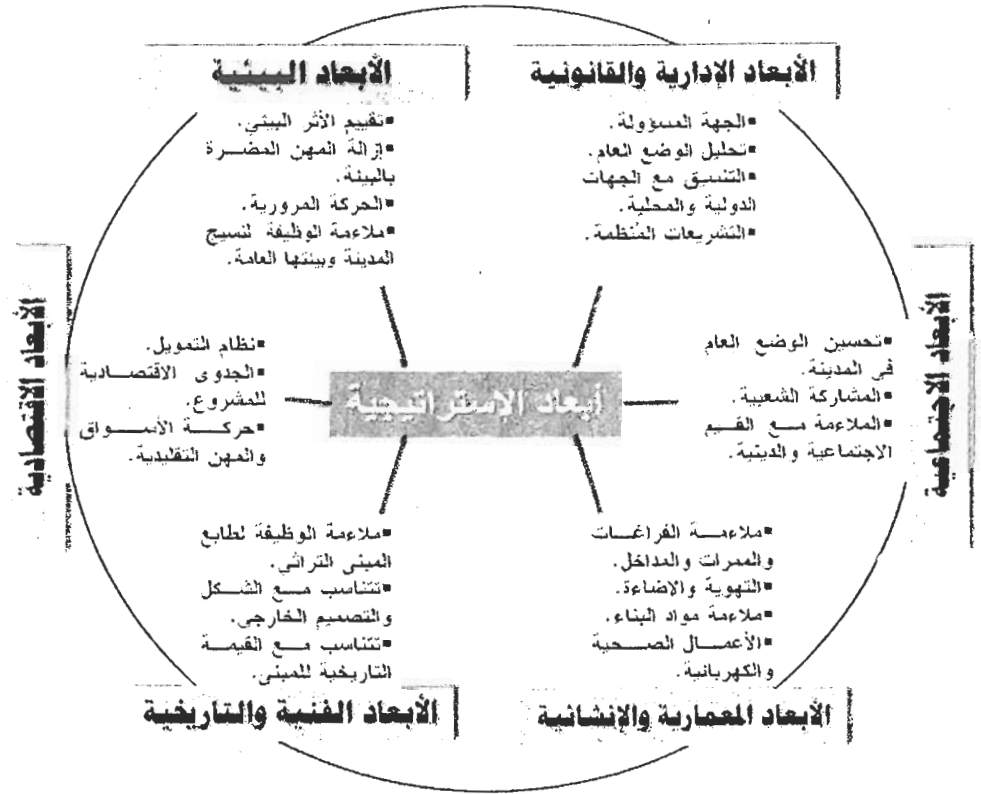 الأبعاد الإدارية والقانونية
▪الجهة المسؤولة.
▪تحليل الوضع العام.
▪التنسيق مع الجهات
الدولية والمحلية.
▪التشريعات المنظمة.
الأبعاد البيئية
▪تقييم الأثر البيئي.
▪إزالة المهن المضرة
بالبيئة.
▪الحركة المرورية.
▪ملاءمة الوظيفة لنسيج
المدينة وبيئتها العامة.
الأبعاد الاجتماعية
▪تحسين الوضع العام
في المدينة.
▪المشاركة الشعبية.
▪الملاءمة مع القيم
الاجتماعية والدينية.
أبعاد الاستراتيجية
▪نظام التمويل.
▪الجدوى الاقتصادية
للمشروع.
▪حركة الأسواق
والمهن التقليدية.
الأبعاد الاقتصادية
▪ملاءمة الفراغات
والممرات والمداخل.
▪التهوية والاضاءة.
▪ملاءمة مواد البناء.
▪الأعمال الصحية
والكهربائية.
الأبعاد المعمارية والإنشائية
▪ملاءمة الوظيفة لطابع
المبنى التراثي.
▪تتناسب مع الشكل
والتصميم الخارجي.
▪تتناسب مع القيمة
التاريخية للمبنى.
الأبعاد الفنية والتاريخية